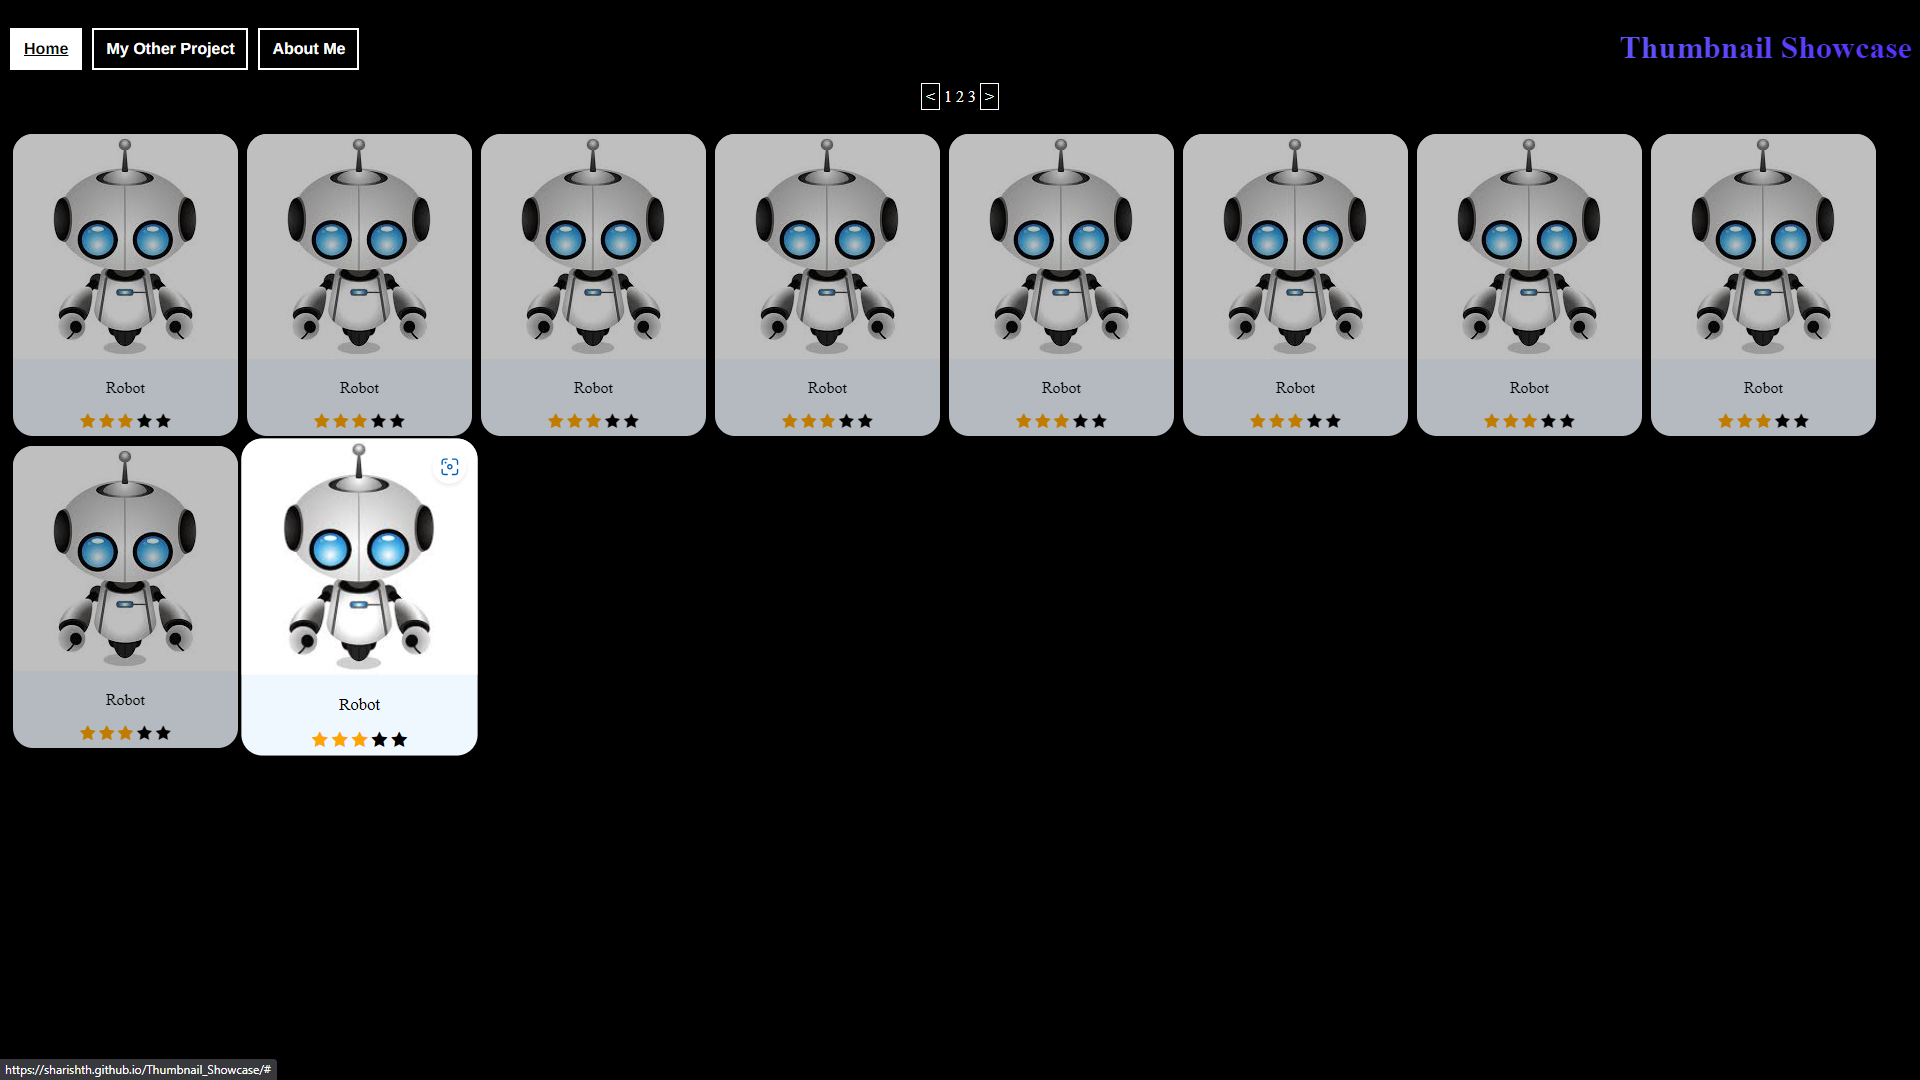 Home My Other Project About Me Thumbnail Showcase
< 1 2 3 >
Robot Robot Robot Robot Robot Robot Robot Robot
Robot Robot
https://sharishth.github.io/Thumbnail_Showcase/#